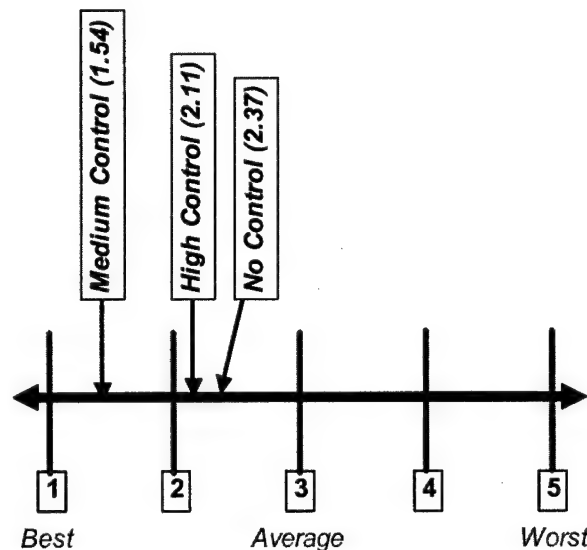 Medium Control (1.54)
High Control (2.11)
No Control (2.37)
1
2
3
4
5
Best
Average
Worst